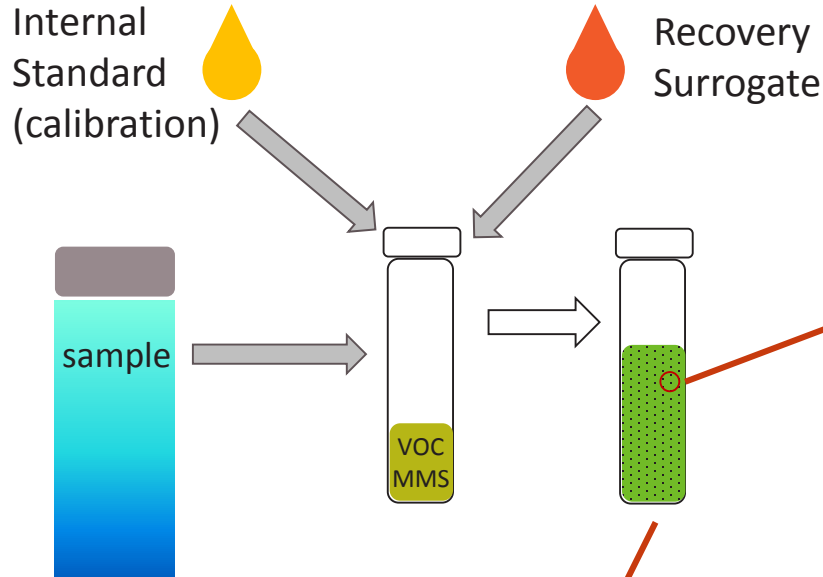 Internal
Standard
(calibration)
Recovery
Surrogate
sample
VOC
MMS